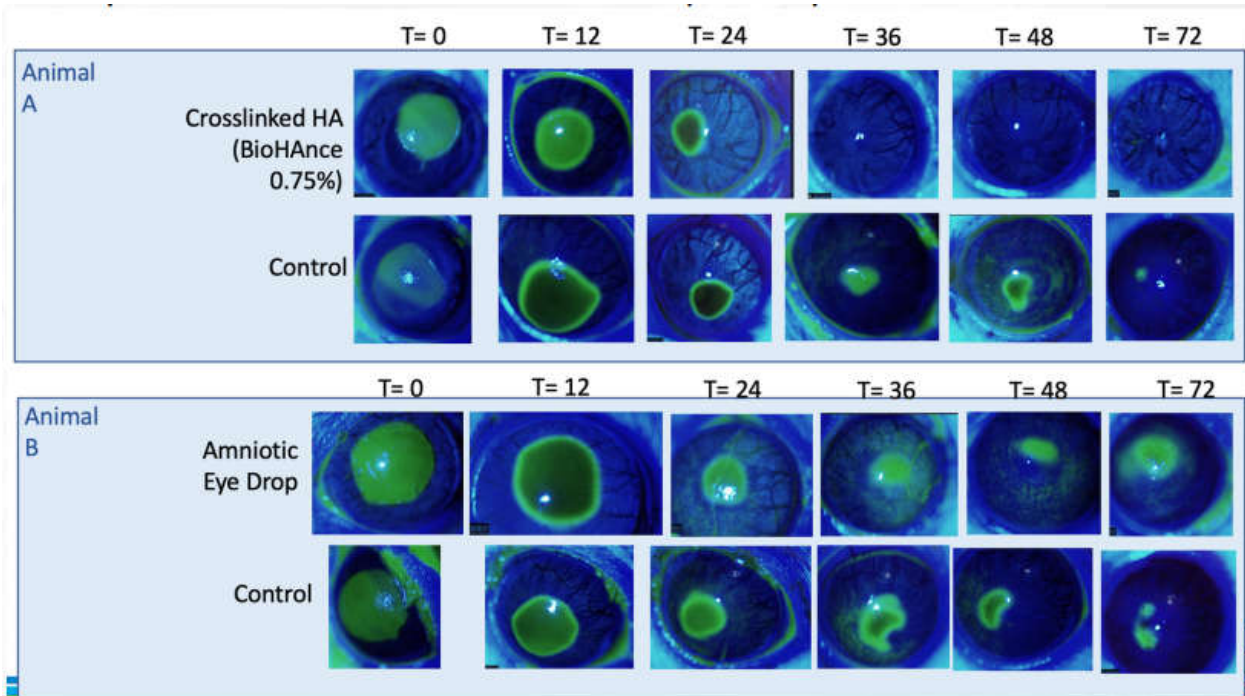 T= 0 T= 12 T= 24 T= 36 T= 48 T= 72
Animal
A
Crosslinked HA
(BioHAnce
0.75%)
Control
T= 0 T= 12 T= 24 T= 36 T= 48 T= 72
Animal
B
Amniotic
Eye Drop
Control